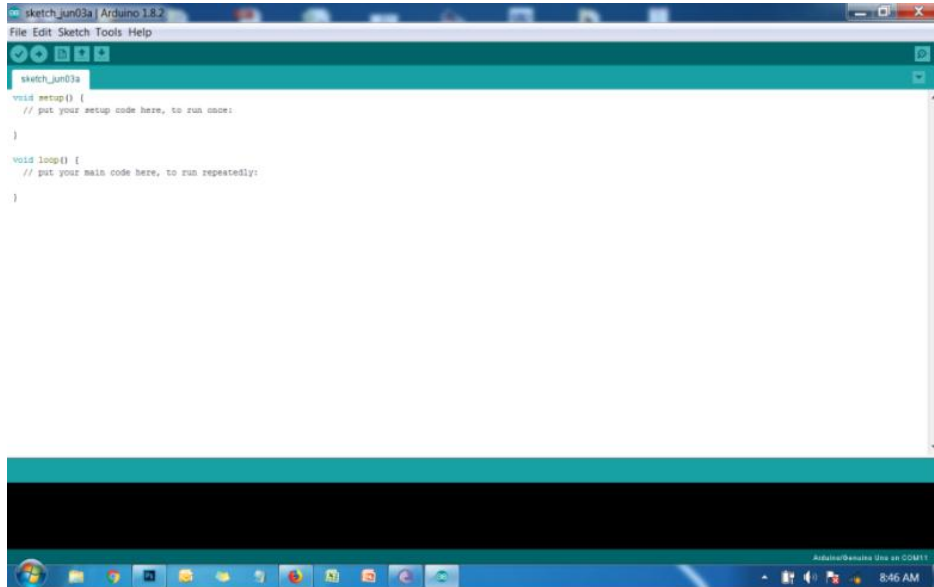 sketch_jun03a | Arduino 1.8.2
File Edit Sketch Tools Help
sketch_jun03a
void setup() {
// put your setup code here, to run once:
}
void loop() {
// put your main code here, to run repeatedly:
}
Arduino/Genuino Uno on COM11
8:46 AM